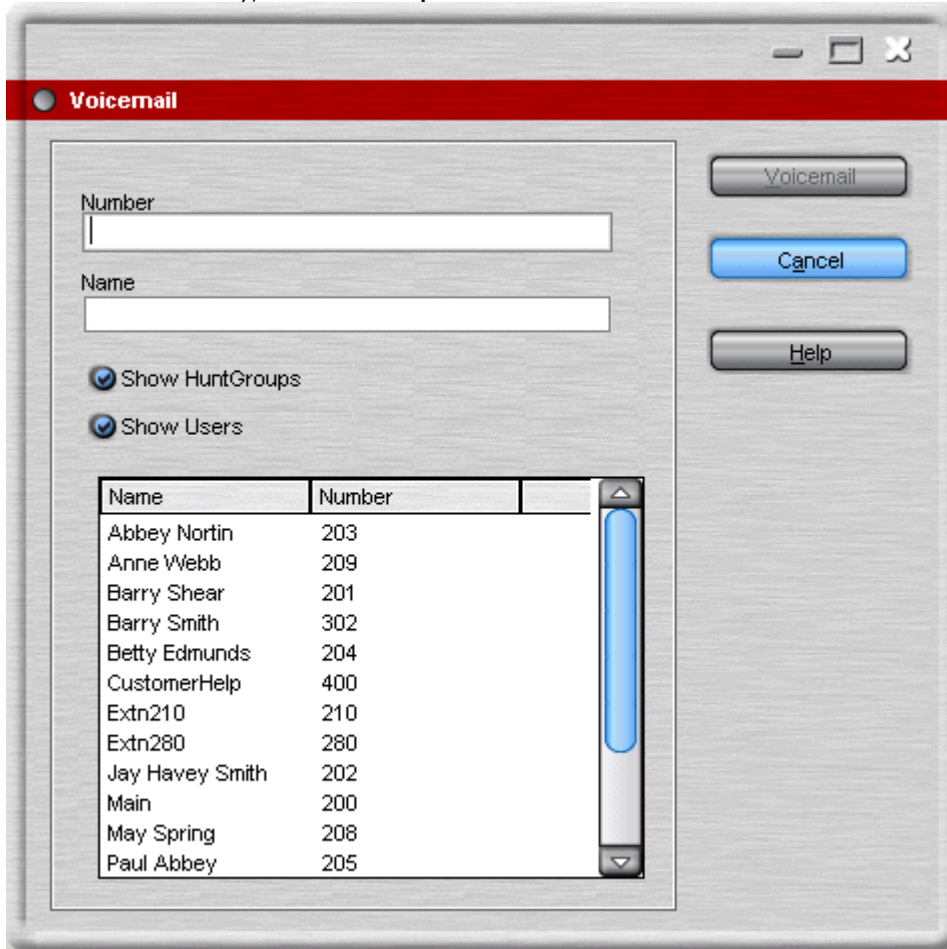 Voicemail
Voicemail
Number
Cancel
Name
Help
Show HuntGroups
Show Users
Name Number
Abbey Nortin 203
Anne Webb 209
Barry Shear 201
Barry Smith 302
Betty Edmunds 204
CustomerHelp 400
Extn210 210
Extn280 280
Jay Havey Smith 202
Main 200
May Spring 208
Paul Abbey 205